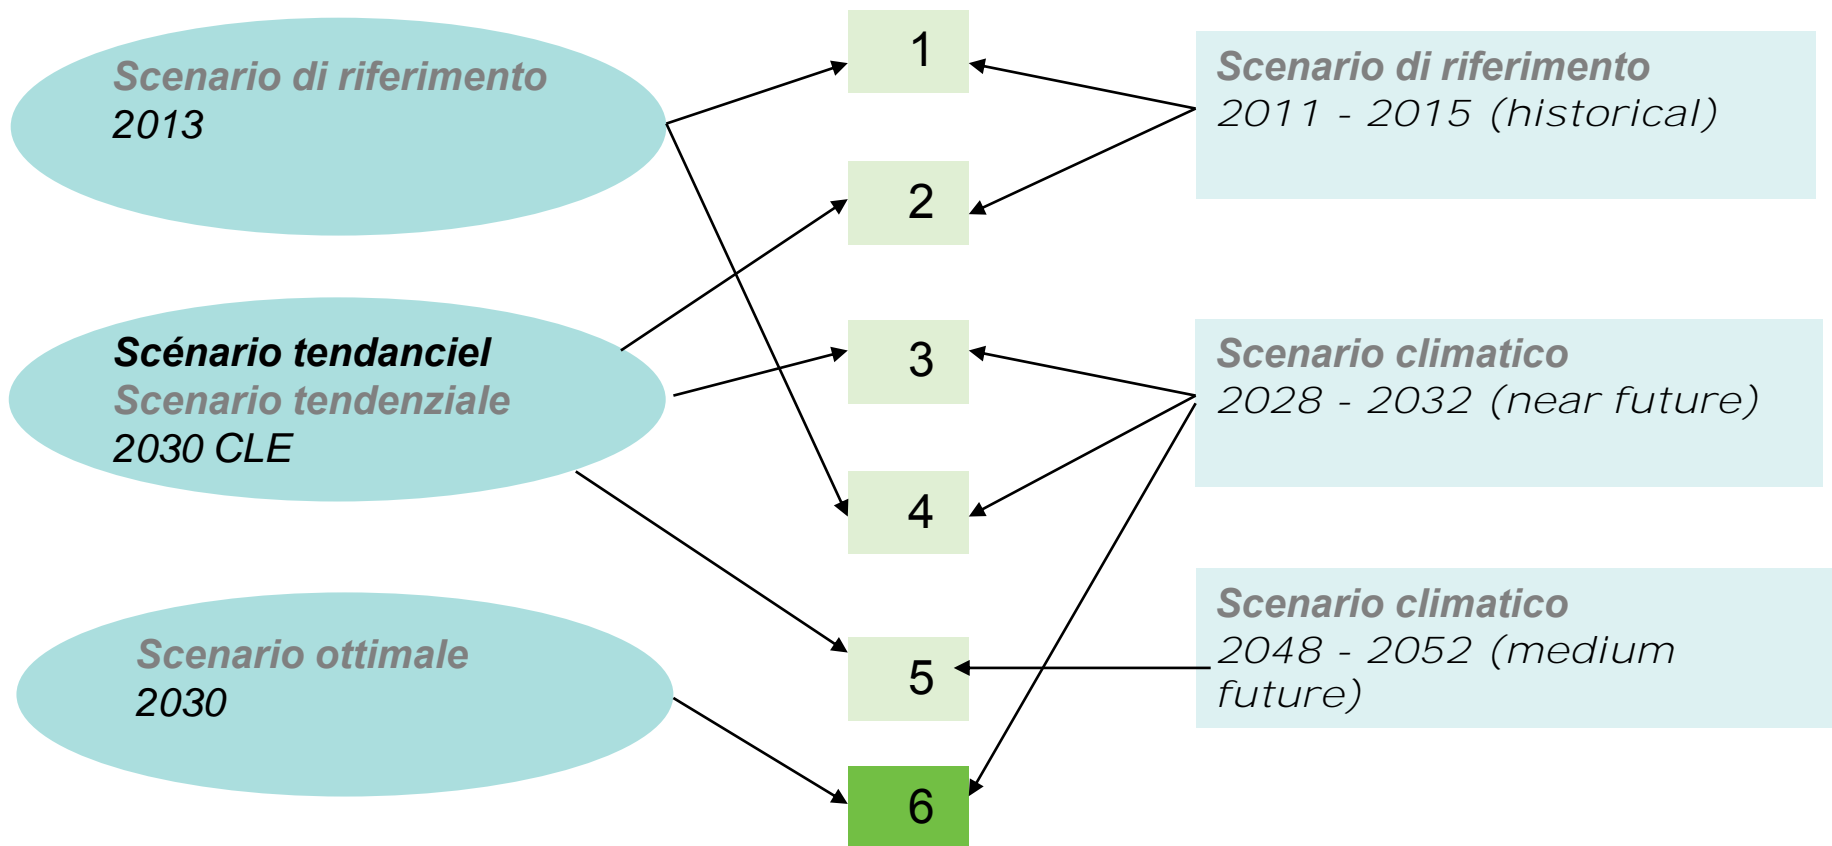 Scenario di riferimento
2013
Scénario tendanciel
Scenario tendenziale
2030 CLE
Scenario ottimale
2030
1
2
3
4
5
6
Scenario di riferimento
2011 - 2015 (historical)
Scenario climatico
2028 - 2032 (near future)
Scenario climatico
2048 - 2052 (medium
future)